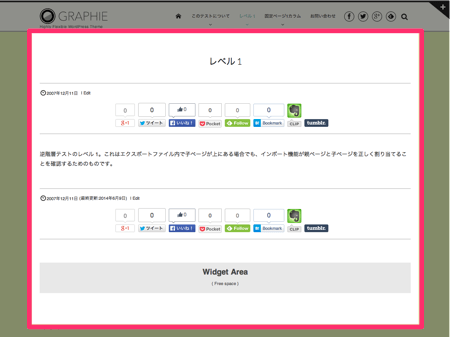 GRAPHIE
Highly Flexible WordPress Theme
このテストについて レベル1 固定ページ1カラム お問い合わせ
レベル1
2007年12月11日 | Edit
0 0 0 0 0 0
g+1 ツイート いいね! Pocket Follow Bookmark CLIP tumblr.
逆階層テストのレベル 1。これはエクスポートファイル内で子ページが上にある場合でも、インポート機能が親ページと子ページを正しく割り当てるこ
とを確認するためのものです。
2007年12月11日 (最終更新:2014年6月9日) | Edit
0 0 0 0 0 0
g+1 ツイート いいね! Pocket Follow Bookmark CLIP tumblr.
Widget Area
( Free space )